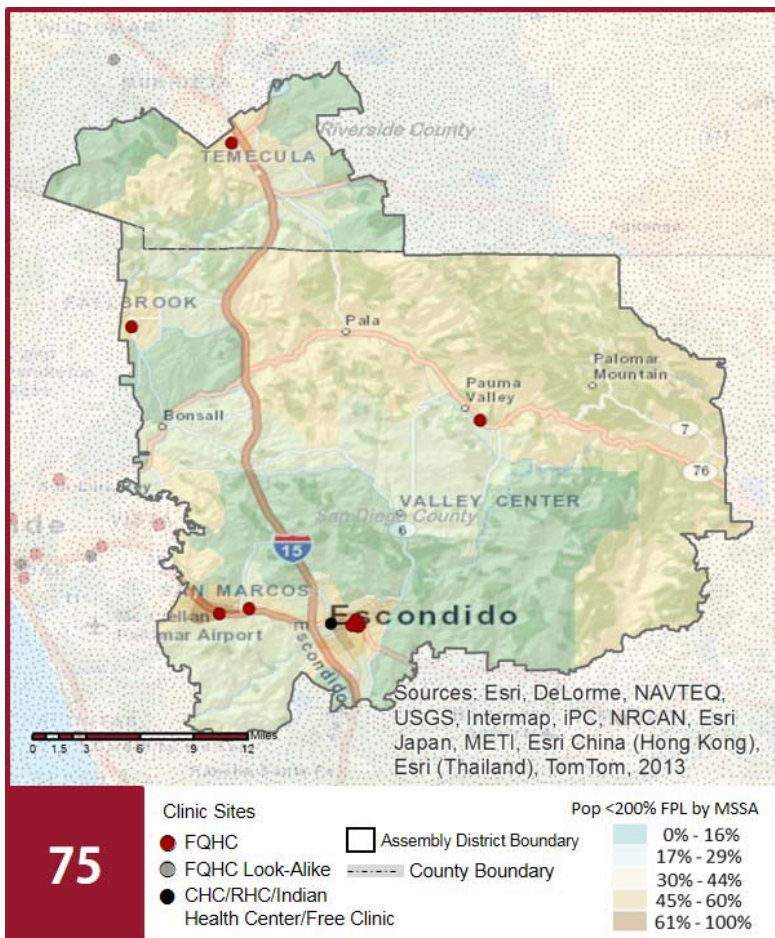 MURRIETA
Riverside County
TEMECULA
FALLBROOK
Pala
Palomar
Mountain
Pauma
Valley
Bonsall
7
76
VALLEY CENTER
San Diego County
6
15
SAN MARCOS
Escondido
Palomar Airport
Escondido
Sources: Esri, DeLorme, NAVTEQ,
USGS, Intermap, iPC, NRCAN, Esri
Japan, METI, Esri China (Hong Kong),
Esri (Thailand), TomTom, 2013
Miles
0 1.5 3 6 9 12
75
Clinic Sites
FQHC
FQHC Look-Alike
CHC/RHC/Indian
Health Center/Free Clinic
Assembly District Boundary
County Boundary
Pop <200% FPL by MSSA
0% - 16%
17% - 29%
30% - 44%
45% - 60%
61% - 100%